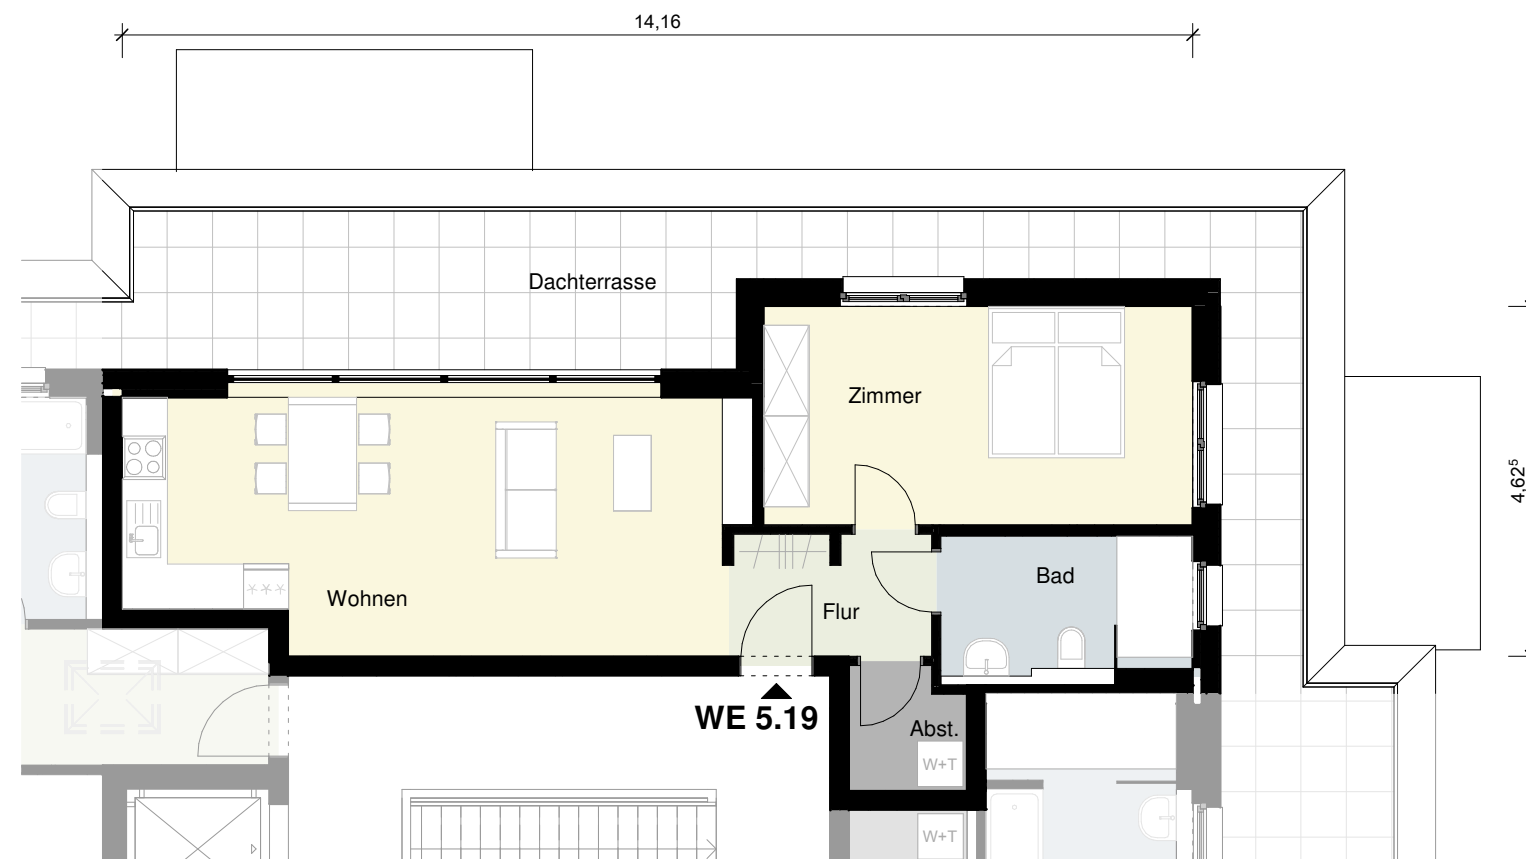 14,16
Dachterrasse
Zimmer
4,62⁵
Bad
Wohnen
Flur
WE 5.19
Abst.
W+T
W+T